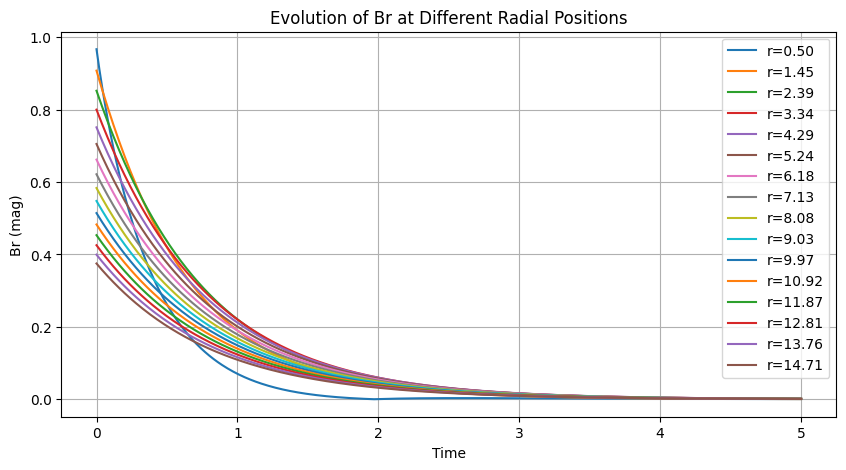 Evolution of Br at Different Radial Positions
Br (mag)
1.0
0.8
0.6
0.4
0.2
0.0
0
1
2
3
4
5
Time
r=0.50
r=1.45
r=2.39
r=3.34
r=4.29
r=5.24
r=6.18
r=7.13
r=8.08
r=9.03
r=9.97
r=10.92
r=11.87
r=12.81
r=13.76
r=14.71